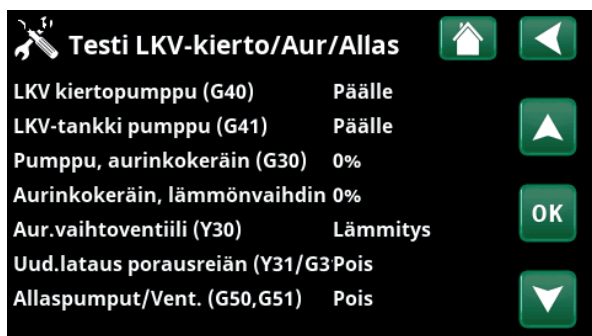 Testi LKV-kierto/Aur/Allas
LKV kiertopumppu (G40) Päälle
LKV-tankki pumppu (G41) Päälle
Pumppu, aurinkokeräin (G30) 0%
Aurinkokeräin, lämmönvaihdin 0%
Aur.vaihtoventiili (Y30) Lämmitys
OK
Uud.lataus porausreiän (Y31/G3 Pois
Allaspumput/Vent. (G50,G51) Pois